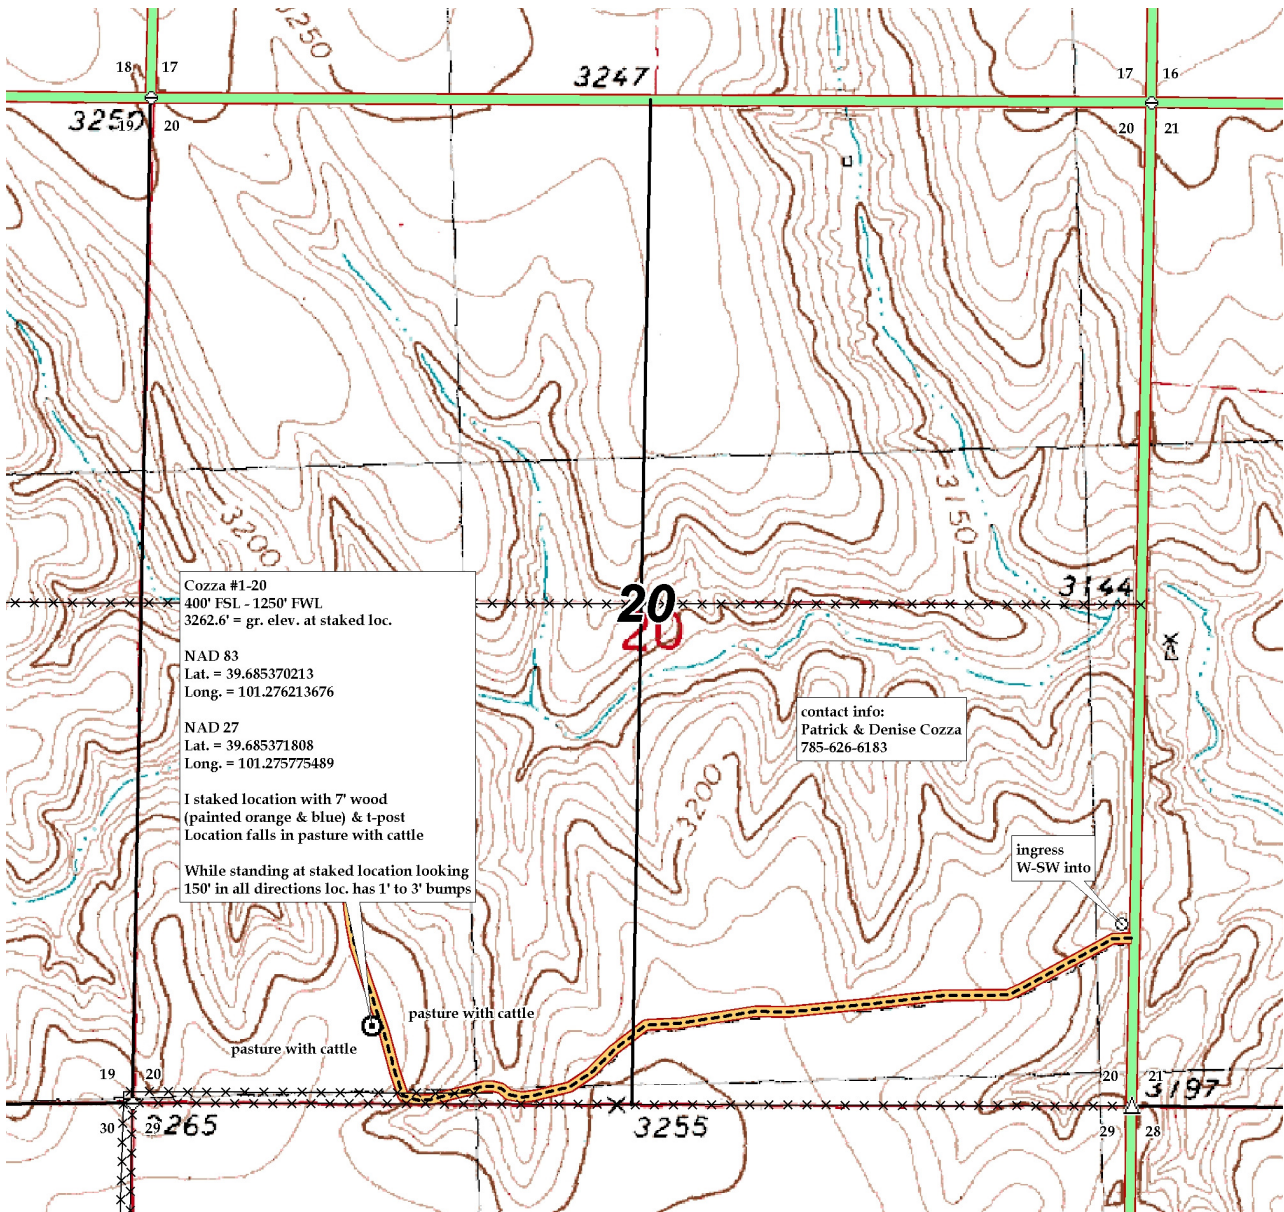 3250
3247
18 17
17 16
3250
19 20
20 21
3200
3150
3144
20
20
Cozza #1-20
400' FSL - 1250' FWL
3262.6' = gr. elev. at staked loc.
NAD 83
Lat. = 39.685370213
Long. = 101.276213676
NAD 27
Lat. = 39.685371808
Long. = 101.275775489
I staked location with 7' wood
(painted orange & blue) & t-post
Location falls in pasture with cattle
While standing at staked location looking
150' in all directions loc. has 1' to 3' bumps
contact info:
Patrick & Denise Cozza
785-626-6183
3200
ingress
W-SW into
pasture with cattle
pasture with cattle
19 20
20 21
3197
30 29
265
3255
29 28